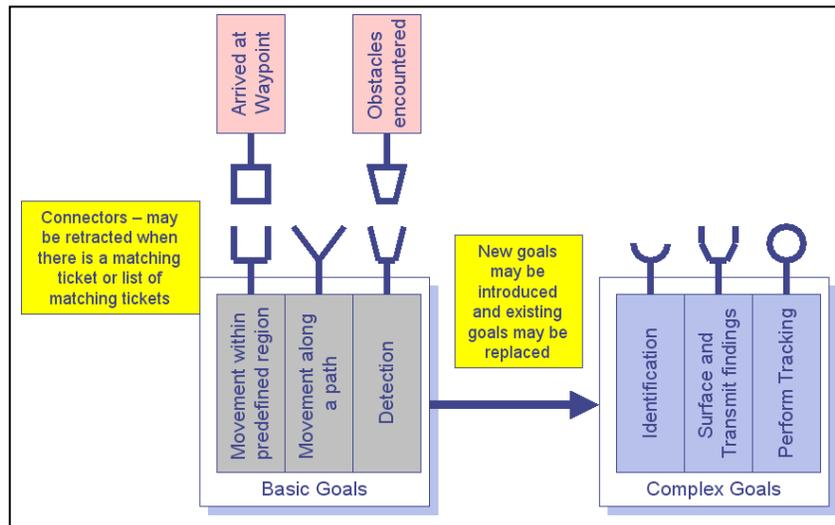 Arrived at
Waypoint
Obstacles
encountered
Connectors – may
be retracted when
there is a matching
ticket or list of
matching tickets
New goals
may be
introduced
and existing
goals may be
replaced
Movement within
predefined region
Movement along
a path
Detection
Basic Goals
Identification
Surface and
Transmit findings
Perform Tracking
Complex Goals